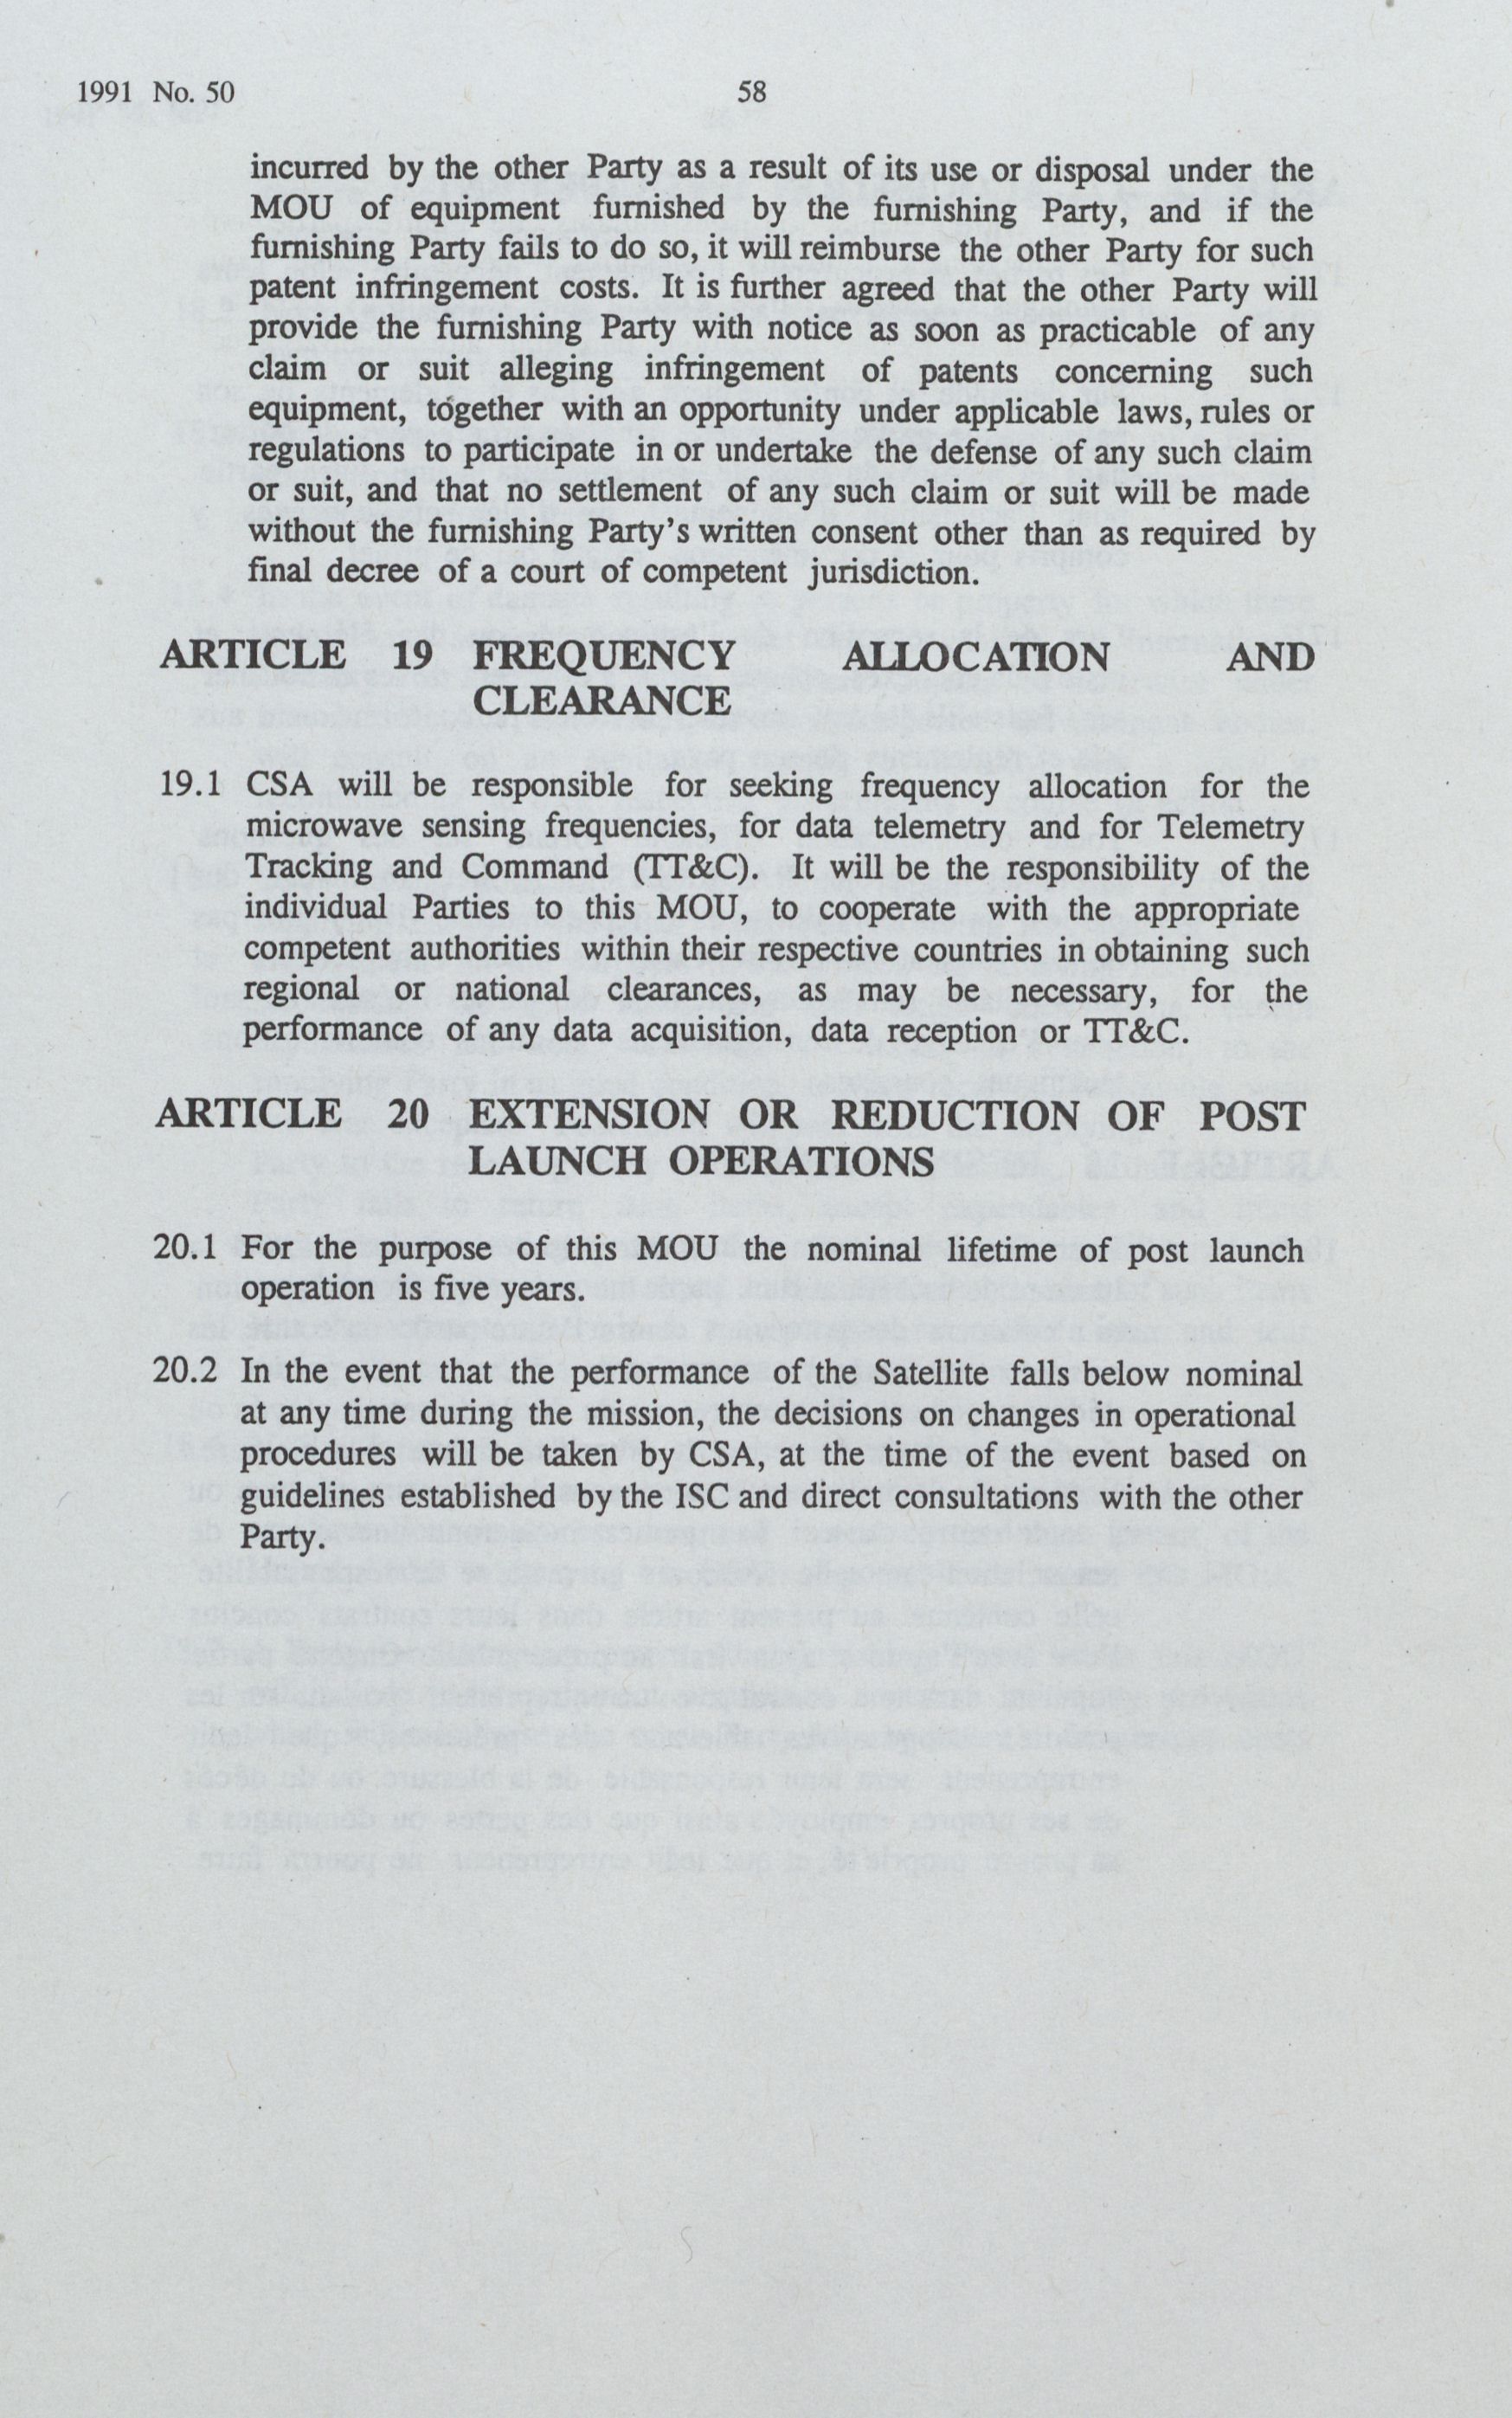 1991 No. 50
58
incurred by the other Party as a result of its use or disposal under the
MOU of equipment furnished by the furnishing Party, and if the
furnishing Party fails to do so, it will reimburse the other Party for such
patent infringement costs. It is further agreed that the other Party will
provide the furnishing Party with notice as soon as practicable of any
claim or suit alleging infringement of patents concerning such
equipment, together with an opportunity under applicable laws, rules or
regulations to participate in or undertake the defense of any such claim
or suit, and that no settlement of any such claim or suit will be made
without the furnishing Party's written consent other than as required by
final decree of a court of competent jurisdiction.
ARTICLE 19 FREQUENCY ALLOCATION AND
CLEARANCE
19.1 CSA will be responsible for seeking frequency allocation for the
microwave sensing frequencies, for data telemetry and for Telemetry
Tracking and Command (TT&C). It will be the responsibility of the
individual Parties to this MOU, to cooperate with the appropriate
competent authorities within their respective countries in obtaining such
regional or national clearances, as may be necessary, for the
performance of any data acquisition, data reception or TT&C.
ARTICLE 20 EXTENSION OR REDUCTION OF POST
LAUNCH OPERATIONS
20.1 For the purpose of this MOU the nominal lifetime of post launch
operation is five years.
20.2 In the event that the performance of the Satellite falls below nominal
at any time during the mission, the decisions on changes in operational
procedures will be taken by CSA, at the time of the event based on
guidelines established by the ISC and direct consultations with the other
Party.